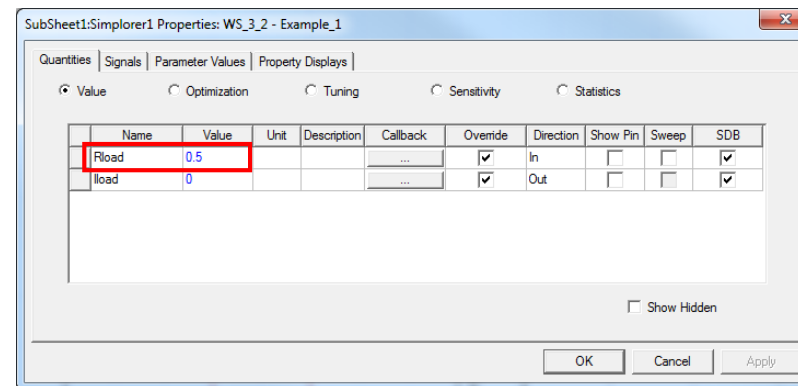 SubSheet1:Simplorer1 Properties: WS_3_2 - Example_1
Quantities Signals Parameter Values Property Displays
Value Optimization Tuning Sensitivity Statistics
Name Value Unit Description Callback Override Direction Show Pin Sweep SDB
Rload 0.5 ... In
Iload 0 ... Out
Show Hidden
OK Cancel Apply